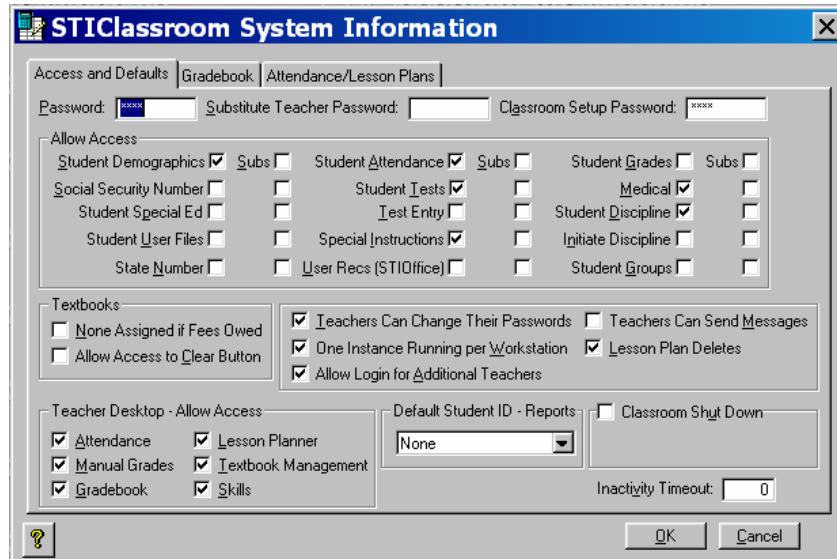 STIClassroom System Information
Access and Defaults Gradebook Attendance/Lesson Plans
Password: **** Substitute Teacher Password: Classroom Setup Password: ****
Allow Access
Student Demographics Subs Student Attendance Subs Student Grades Subs
Social Security Number Student Tests Medical
Student Special Ed Test Entry Student Discipline
Student User Files Special Instructions Initiate Discipline
State Number User Recs (STIOffice) Student Groups
Textbooks
None Assigned if Fees Owed
Allow Access to Clear Button
Teachers Can Change Their Passwords Teachers Can Send Messages
One Instance Running per Workstation Lesson Plan Deletes
Allow Login for Additional Teachers
Teacher Desktop - Allow Access
Attendance Lesson Planner
Manual Grades Textbook Management
Gradebook Skills
Default Student ID - Reports
None
Classroom Shut Down
Inactivity Timeout: 0
? OK Cancel